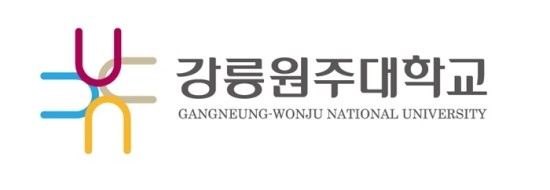 강릉원주대학교
GANGNEUNG-WONJU NATIONAL UNIVERSITY